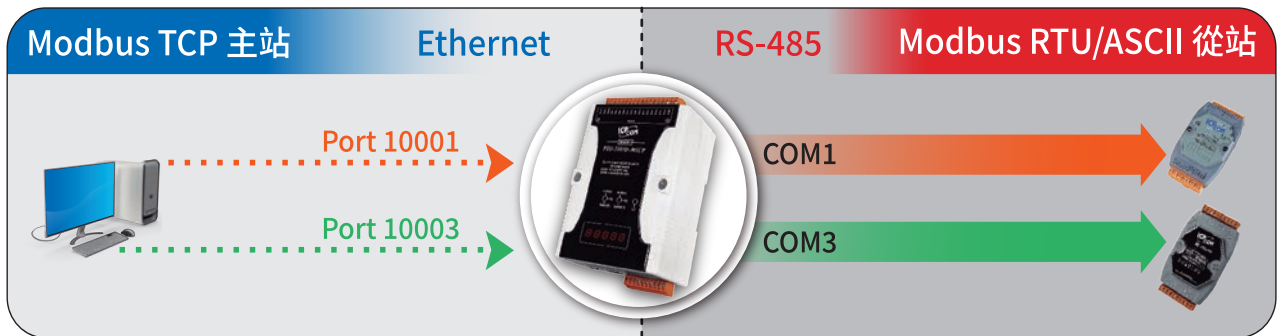 Modbus TCP 主站
Ethernet
RS-485
Modbus RTU/ASCII 從站
Port 10001
COM1
Port 10003
COM3